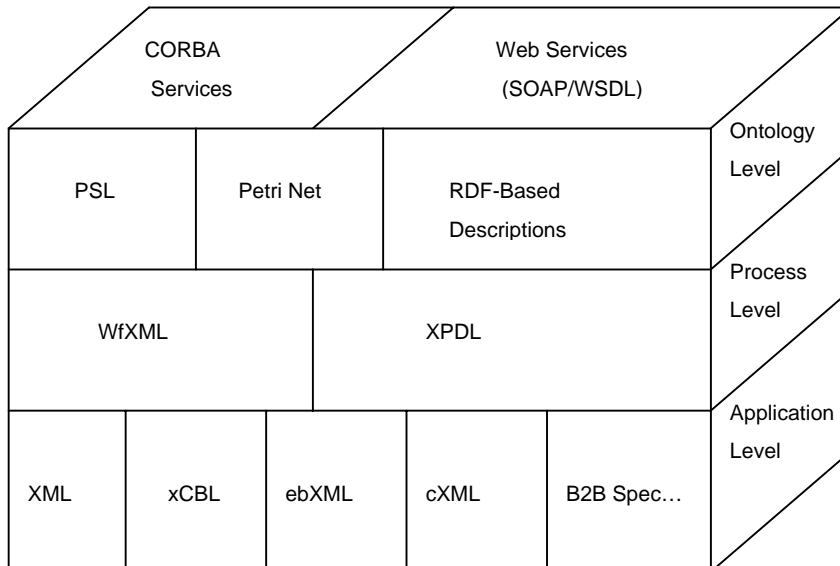 CORBA
Services
Web Services
(SOAP/WSDL)
Ontology
Level
PSL
Petri Net
RDF-Based
Descriptions
Process
Level
WfXML
XPDL
Application
Level
XML
xCBL
ebXML
cXML
B2B Spec…